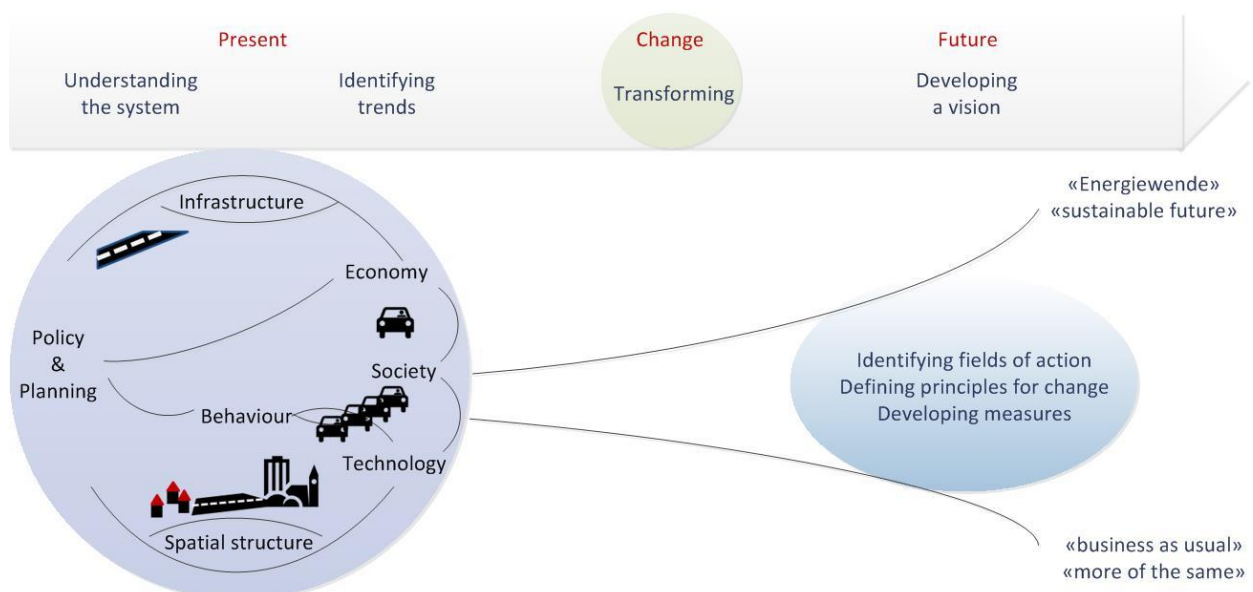 Present
Change
Future
Understanding
the system
Identifying
trends
Transforming
Developing
a vision
Infrastructure
Economy
Policy
&
Planning
Society
Behaviour
Technology
Spatial structure
«Energiewende»
«sustainable future»
Identifying fields of action
Defining principles for change
Developing measures
«business as usual»
«more of the same»